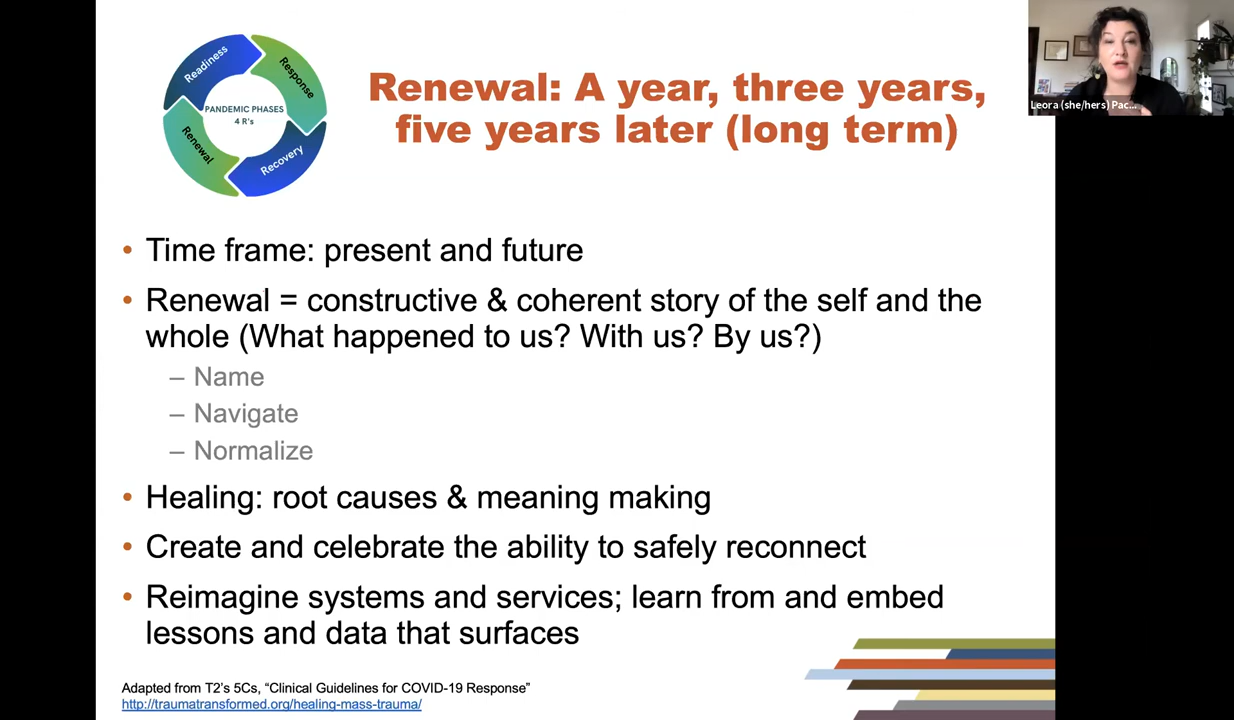 Readiness
Response
PANDEMIC PHASES
4 R's
Renewal
Recovery
Renewal: A year, three years,
five years later (long term)
Leora (she/hers) Pac...
• Time frame: present and future
• Renewal = constructive & coherent story of the self and the
whole (What happened to us? With us? By us?)
– Name
– Navigate
– Normalize
• Healing: root causes & meaning making
• Create and celebrate the ability to safely reconnect
• Reimagine systems and services; learn from and embed
lessons and data that surfaces
Adapted from T2's 5Cs, "Clinical Guidelines for COVID-19 Response"
http://traumatransformed.org/healing-mass-trauma/